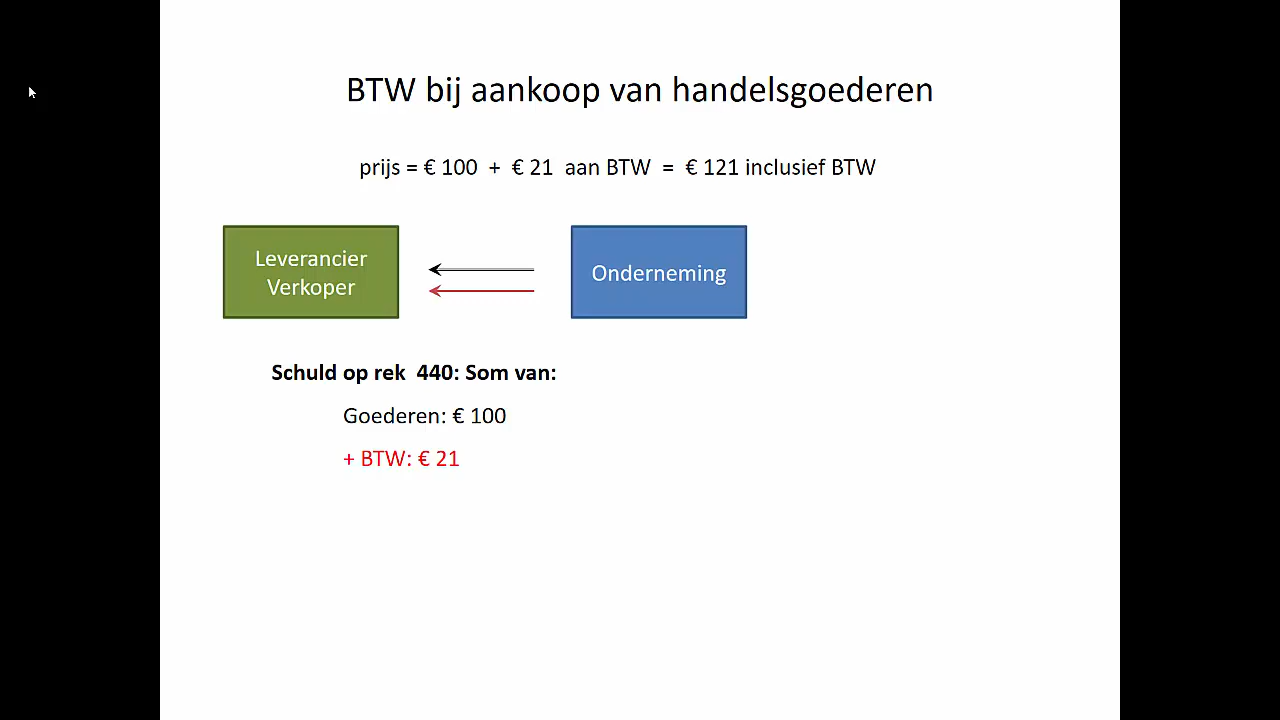 BTW bij aankoop van handelsgoederen
prijs = € 100 + € 21 aan BTW = € 121 inclusief BTW
Leverancier
Verkoper
Onderneming
Schuld op rek 440: Som van:
Goederen: € 100
+ BTW: € 21